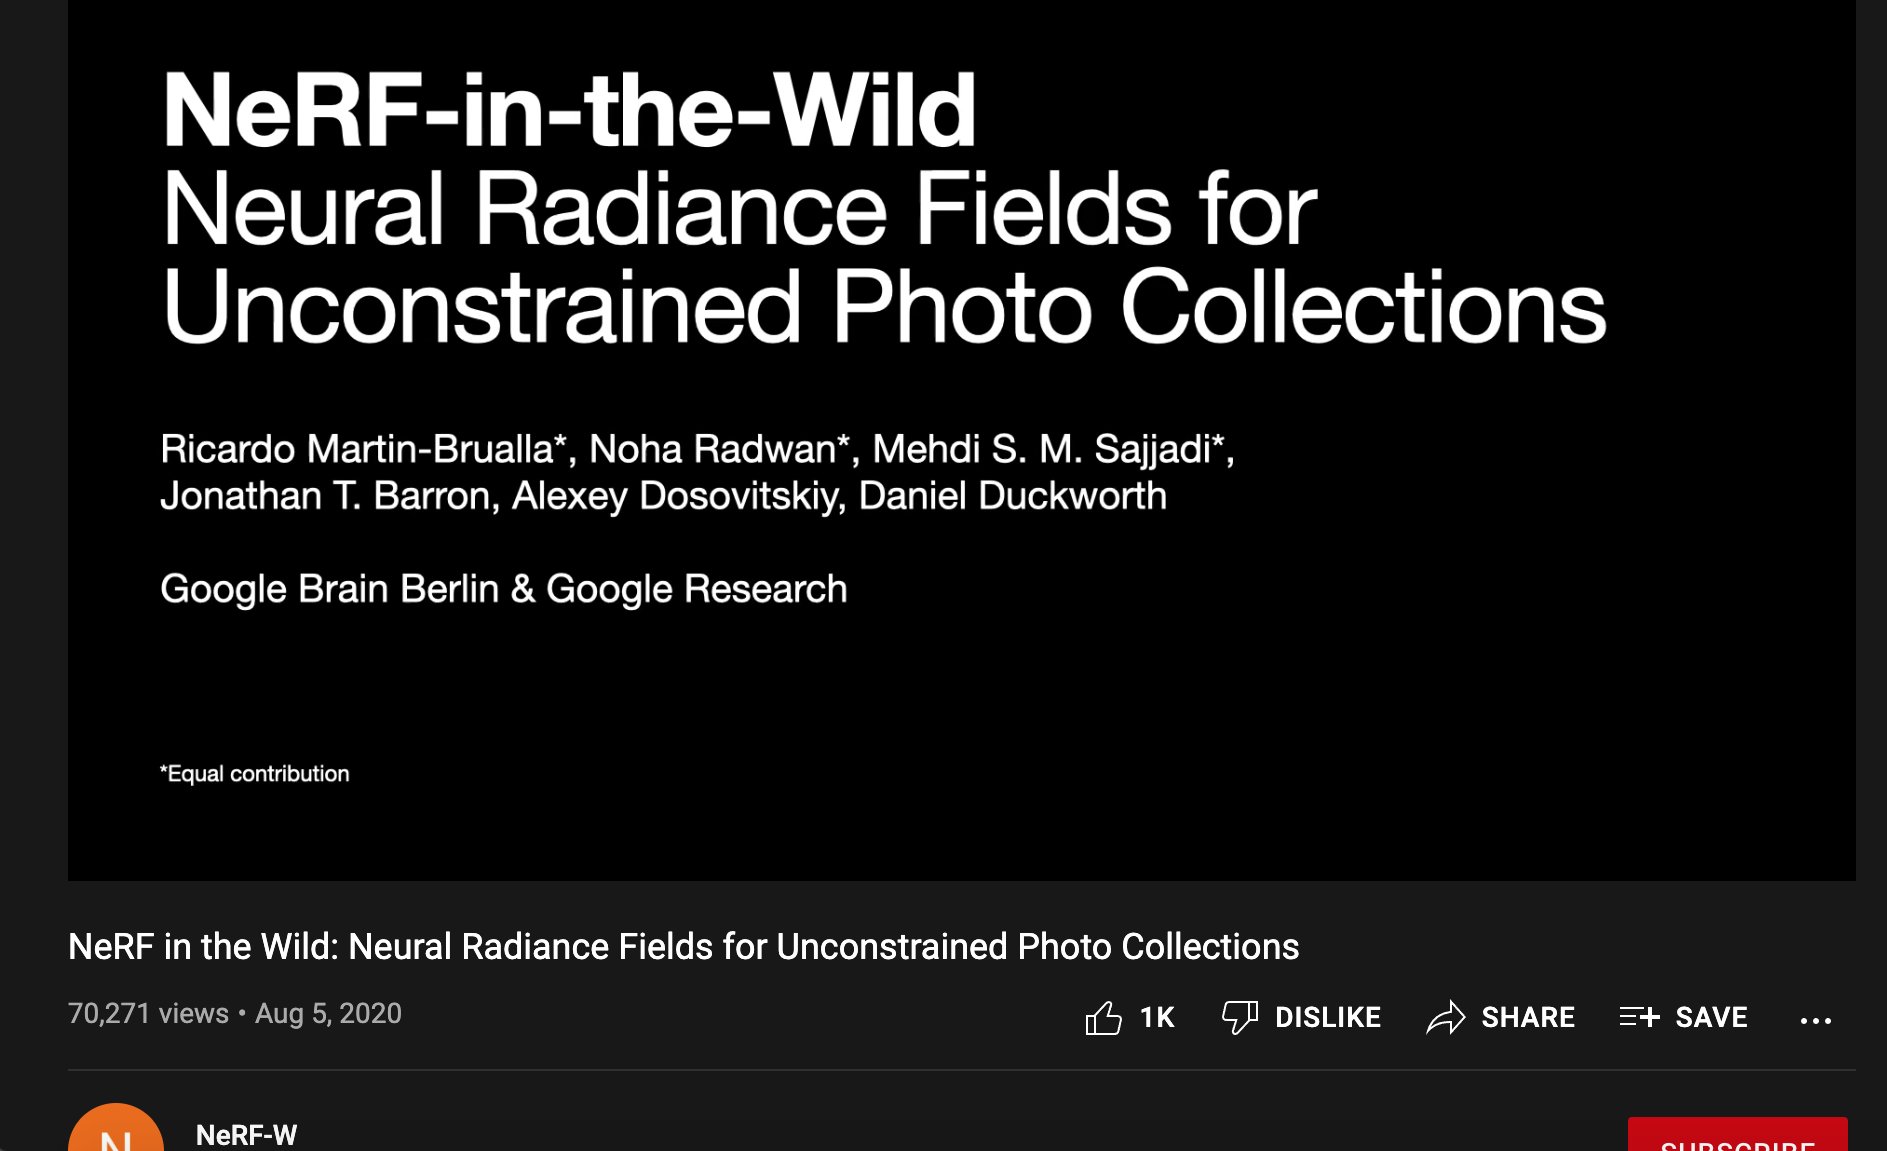 NeRF-in-the-Wild
Neural Radiance Fields for
Unconstrained Photo Collections
Ricardo Martin-Brualla*, Noha Radwan*, Mehdi S. M. Sajjadi*,
Jonathan T. Barron, Alexey Dosovitskiy, Daniel Duckworth
Google Brain Berlin & Google Research
*Equal contribution
NeRF in the Wild: Neural Radiance Fields for Unconstrained Photo Collections
70,271 views • Aug 5, 2020
1K DISLIKE SHARE SAVE ...
N
NeRF-W
SUBSCRIBE